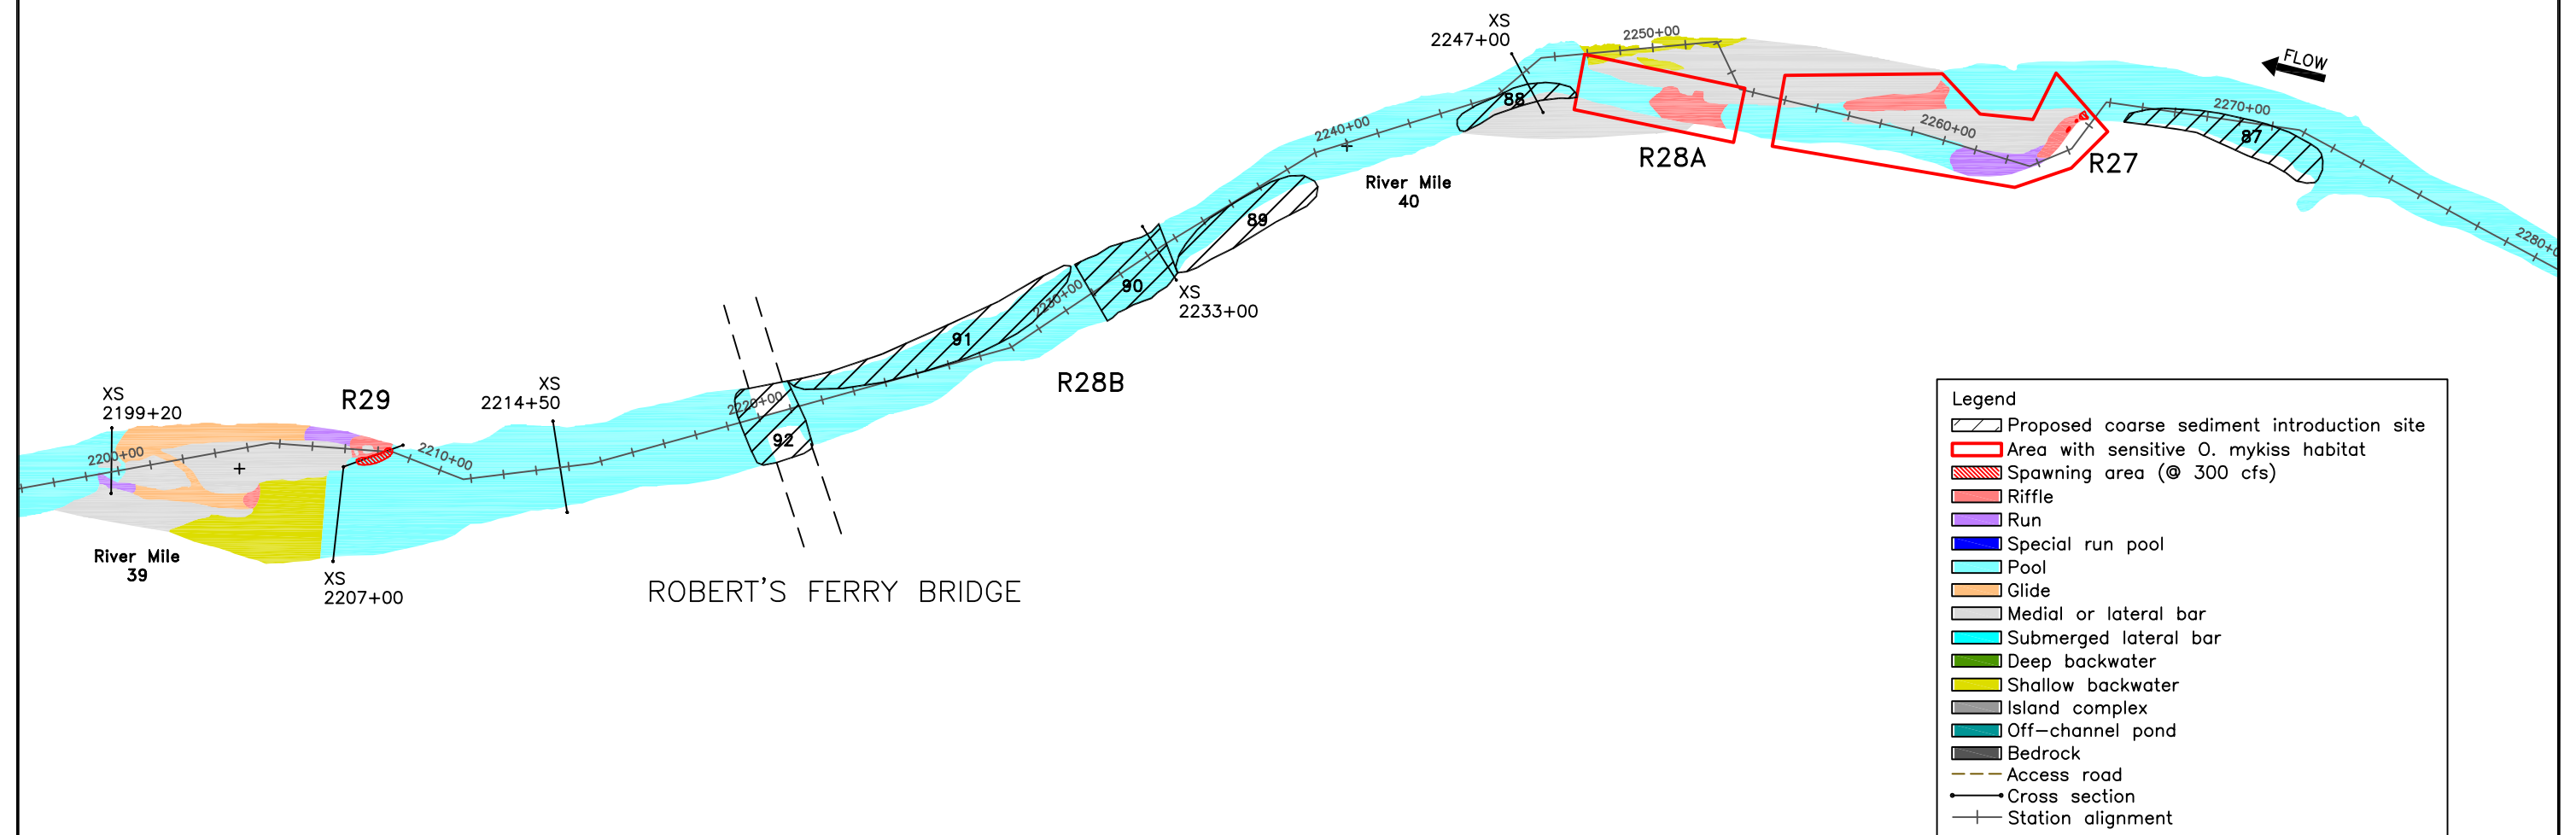 XS
2247+00
2250+00
FLOW
88
2240+00
R28A
2260+00
R27
2270+00
87
2280+0
River Mile
40
89
90
XS
2233+00
2230+00
91
R28B
XS
2199+20
R29
XS
2214+50
2220+00
92
2200+00
2210+00
River Mile
39
XS
2207+00
ROBERT'S FERRY BRIDGE
Legend
Proposed coarse sediment introduction site
Area with sensitive O. mykiss habitat
Spawning area (@ 300 cfs)
Riffle
Run
Special run pool
Pool
Glide
Medial or lateral bar
Submerged lateral bar
Deep backwater
Shallow backwater
Island complex
Off-channel pond
Bedrock
Access road
Cross section
Station alignment